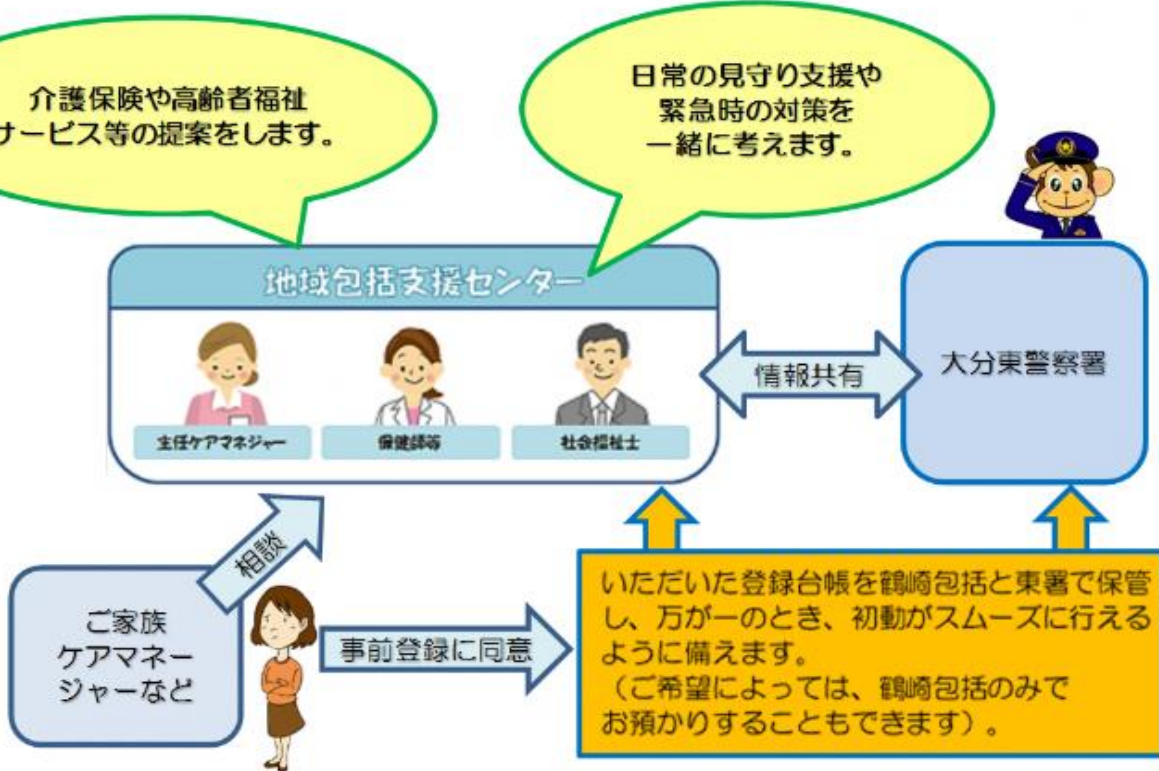 介護保険や高齢者福祉
サービス等の提案をします。
日常の見守り支援や
緊急時の対策を
一緒に考えます。
地域包括支援センター
主任ケアマネジャー
保健師等
社会福祉士
情報共有
大分東警察署
相談
ご家族
ケアマネー
ジャーなど
事前登録に同意
いただいた登録台帳を鶴崎包括と東署で保管
し、万が一のとき、初動がスムーズに行える
ように備えます。
（ご希望によっては、鶴崎包括のみで
お預かりすることもできます）。